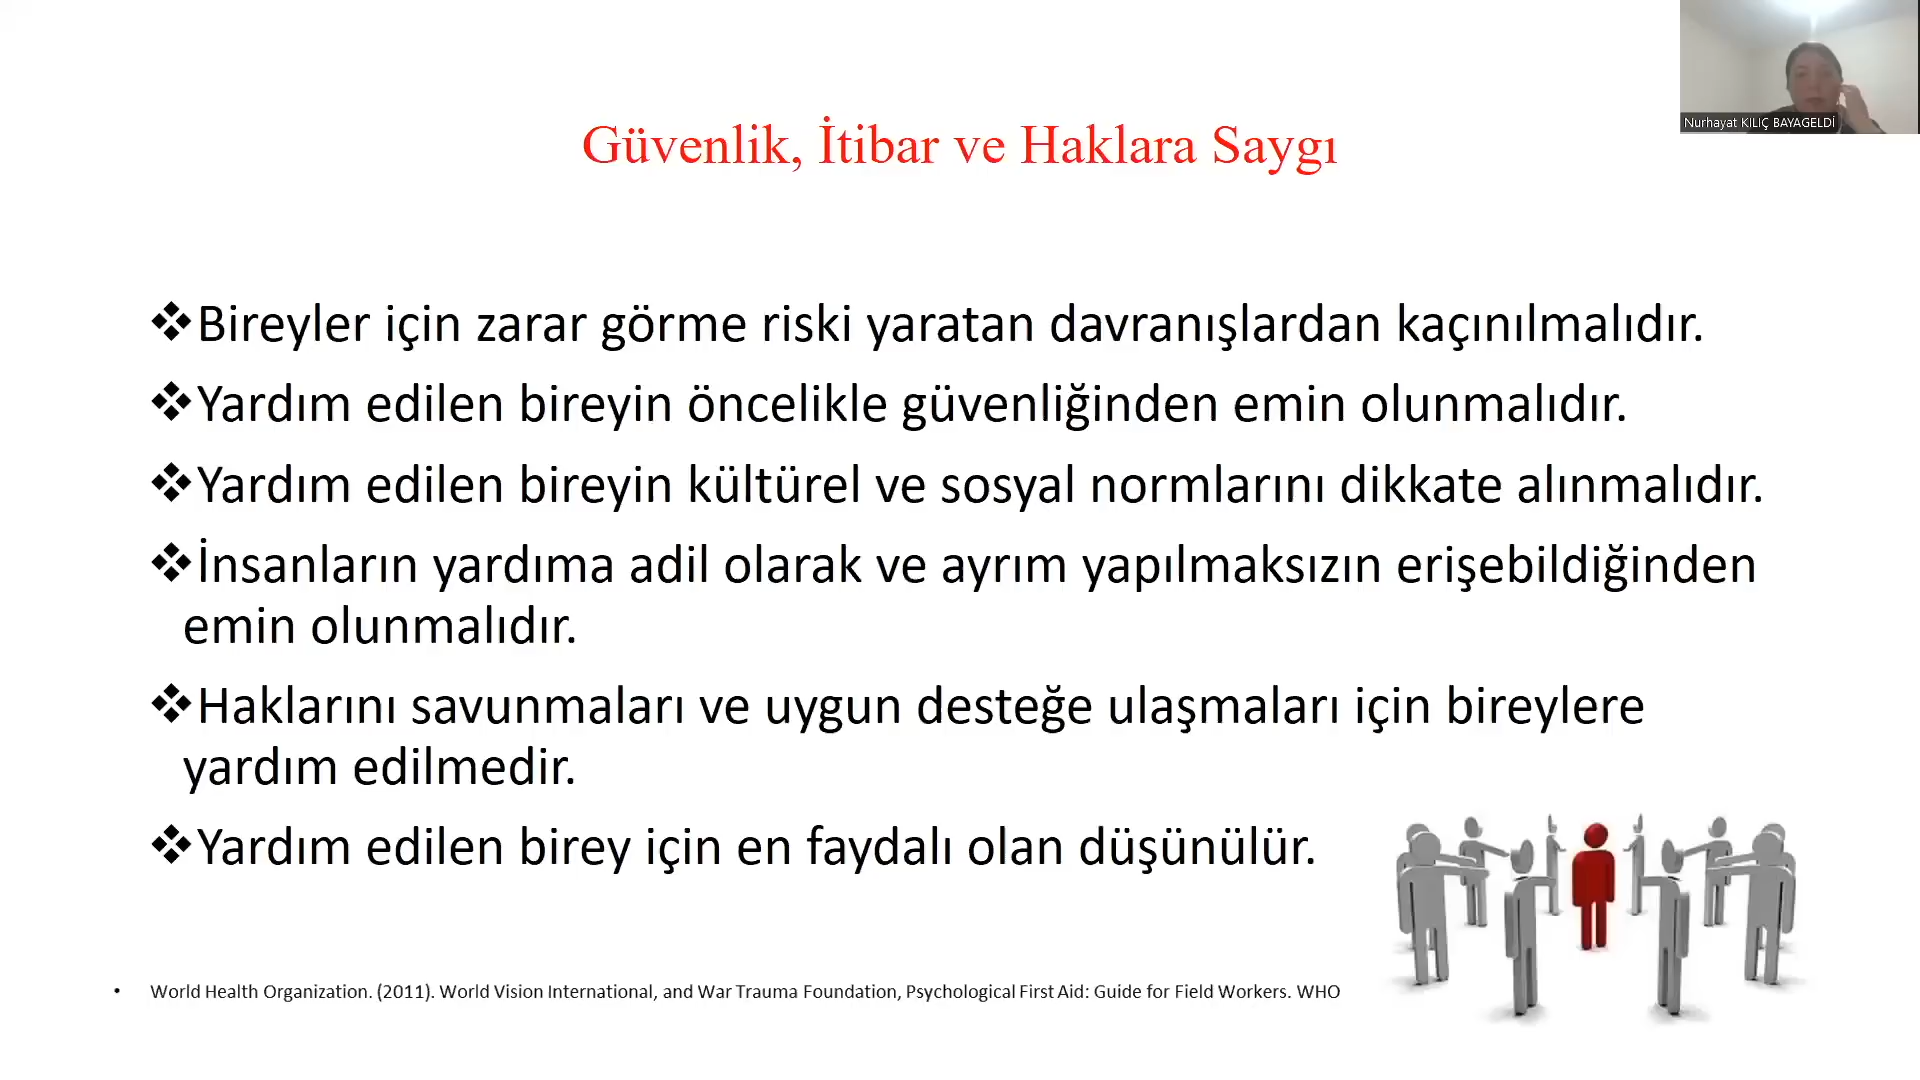 Nurhayat KILIÇ BAYAGELDİ
Güvenlik, İtibar ve Haklara Saygı
❖Bireyler için zarar görme riski yaratan davranışlardan kaçınılmalıdır.
❖Yardım edilen bireyin öncelikle güvenliğinden emin olunmalıdır.
❖Yardım edilen bireyin kültürel ve sosyal normlarını dikkate alınmalıdır.
❖İnsanların yardıma adil olarak ve ayrım yapılmaksızın erişebildiğinden
emin olunmalıdır.
❖Haklarını savunmaları ve uygun desteğe ulaşmaları için bireylere
yardım edilmedir.
❖Yardım edilen birey için en faydalı olan düşünülür.
• World Health Organization. (2011). World Vision International, and War Trauma Foundation, Psychological First Aid: Guide for Field Workers. WHO